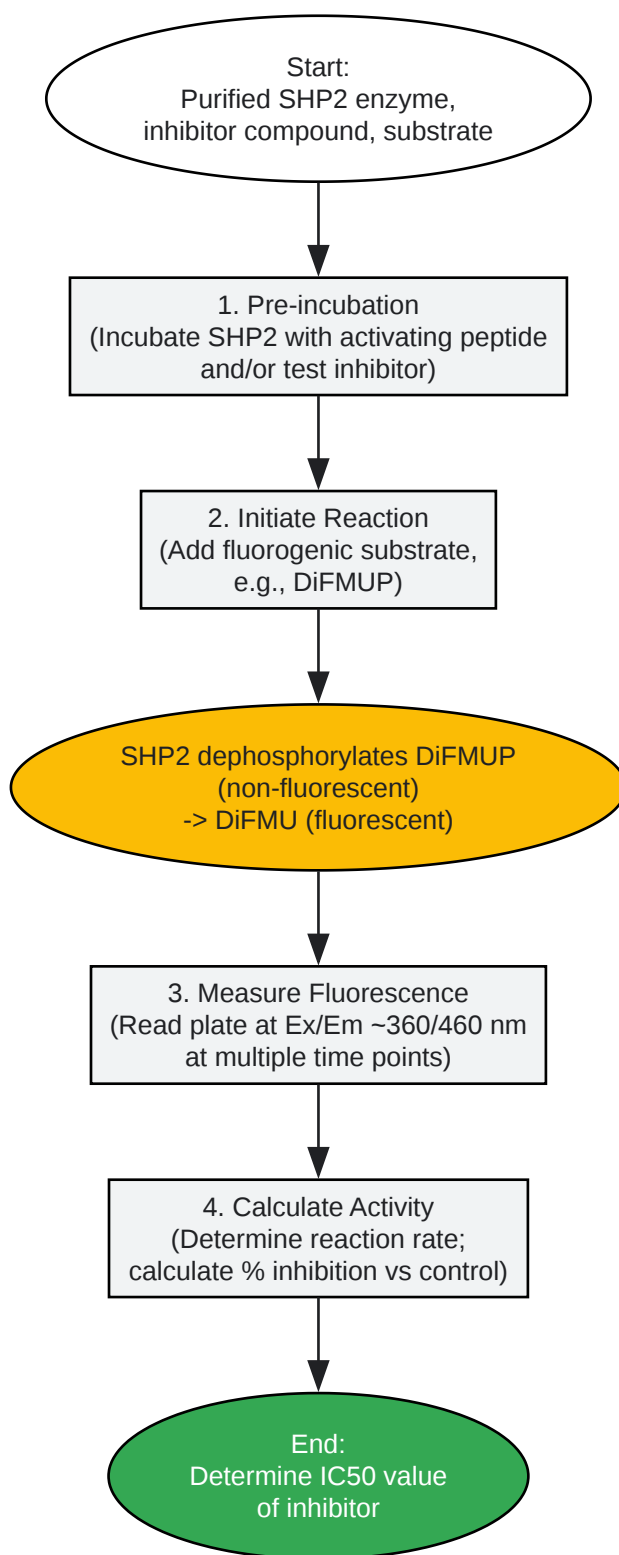 Start:
Purified SHP2 enzyme,
inhibitor compound, substrate
1. Pre-incubation
(Incubate SHP2 with activating peptide
and/or test inhibitor)
2. Initiate Reaction
(Add fluorogenic substrate,
e.g., DiFMUP)
SHP2 dephosphorylates DiFMUP
(non-fluorescent)
-> DiFMU (fluorescent)
3. Measure Fluorescence
(Read plate at Ex/Em ~360/460 nm
at multiple time points)
4. Calculate Activity
(Determine reaction rate;
calculate % inhibition vs control)
End:
Determine IC50 value
of inhibitor